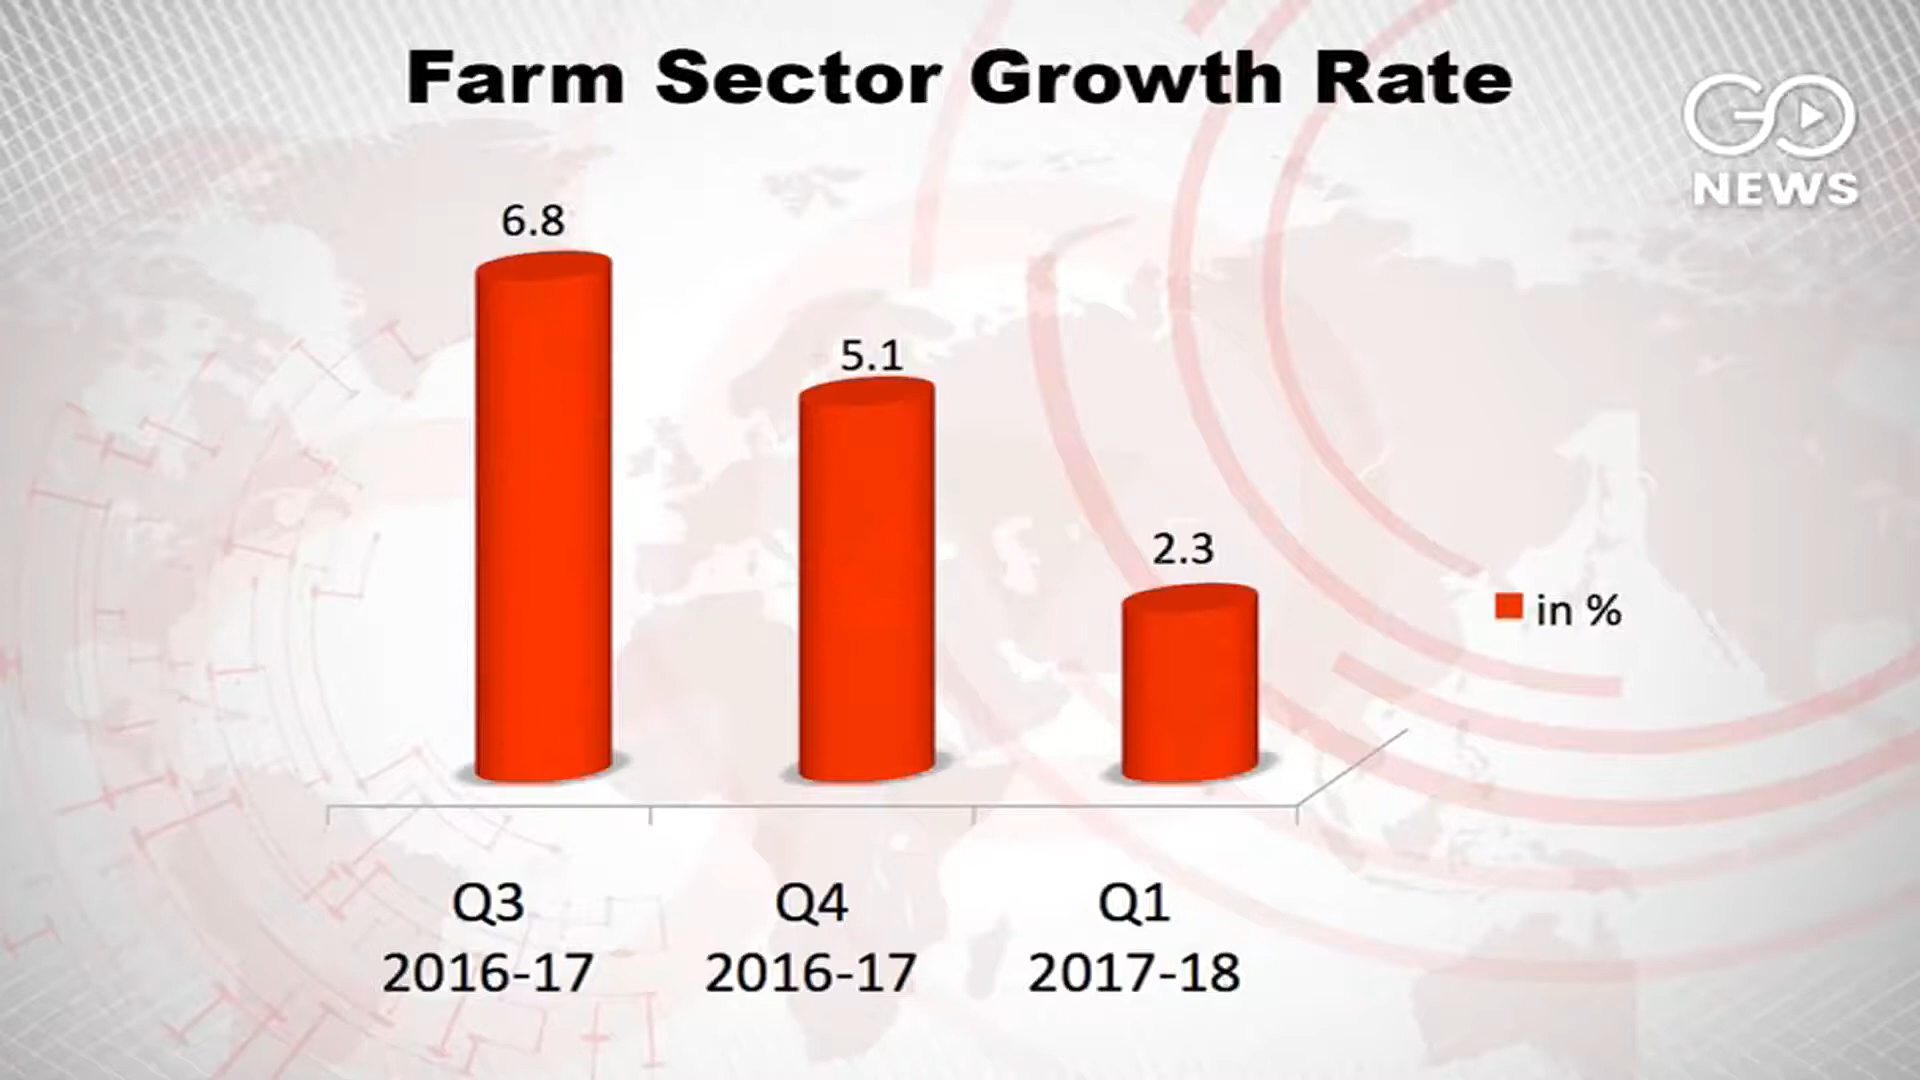 Farm Sector Growth Rate
GO
NEWS
6.8
5.1
2.3
in %
Q3
2016-17
Q4
2016-17
Q1
2017-18